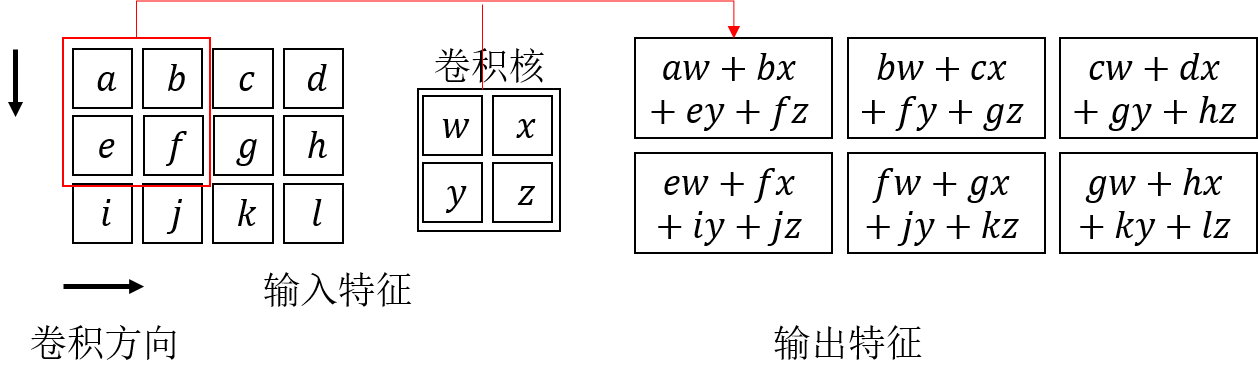 卷积核
a b c d
e f g h
i j k l
w x
y z
aw + bx
+ ey + fz
bw + cx
+ fy + gz
cw + dx
+ gy + hz
ew + fx
+ iy + jz
fw + gx
+ jy + kz
gw + hx
+ ky + lz
输入特征
卷积方向
输出特征